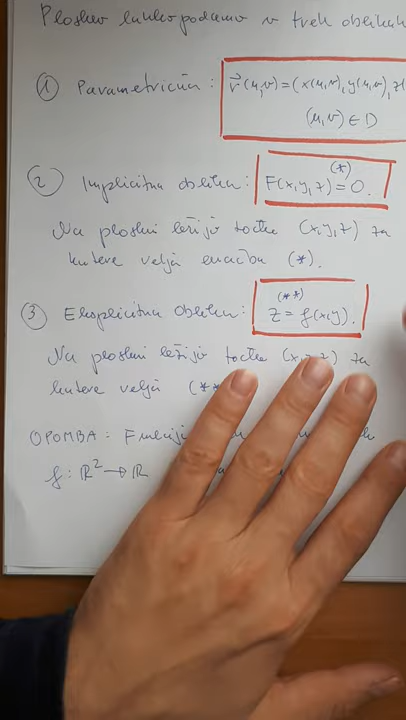 Ploskev lahko podamo v treh oblikah
① Parametrična: r⃗(u,v)=(x(u,v),y(u,v),z(
(u,v)∈D
② Implicitna oblika: (*) F(x,y,z)=0.
Na ploskvi ležijo točke (x,y,z) za
katere velja enačba (*).
③ Eksplicitna oblika: (**) z=f(x,y).
Na ploskvi ležijo točke (x,y,z) za
katere velja (**
OPOMBA:
f: ℝ²→ℝ